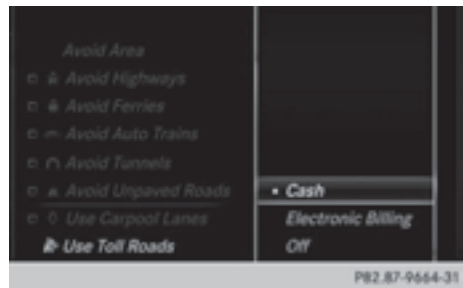 Avoid Area
Avoid Highways
Avoid Ferries
Avoid Auto Trains
Avoid Tunnels
Avoid Unpaved Roads
Use Carpool Lanes
Use Toll Roads
• Cash
Electronic Billing
Off
P82.87-9664-31